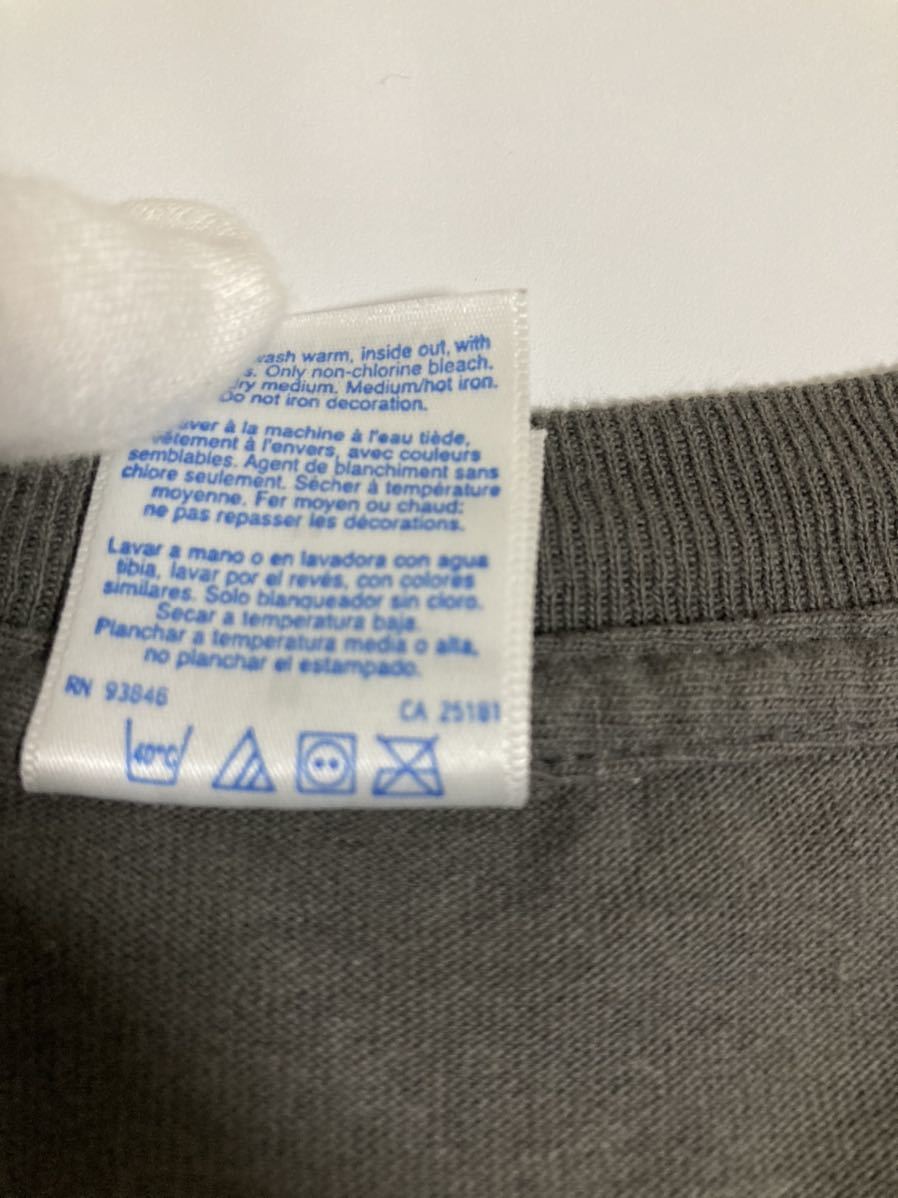 wash warm, inside out, with
Only non-chlorine bleach.
dry medium. Medium/hot iron.
Do not iron decoration.
à la machine à l'eau tiède,
vêtement à l'envers, avec couleurs
semblables. Agent de blanchiment sans
chlore seulement. Sécher à température
moyenne. Fer moyen ou chaud:
ne pas repasser les décorations.
Lavar a mano o en lavadora con agua
tibia, lavar por el revés, con colores
similares. Solo blanqueador sin cloro.
Secar a temperatura baja.
Planchar a temperatura media o alta,
no planchar el estampado.
RN 93846
CA 25181
40°C